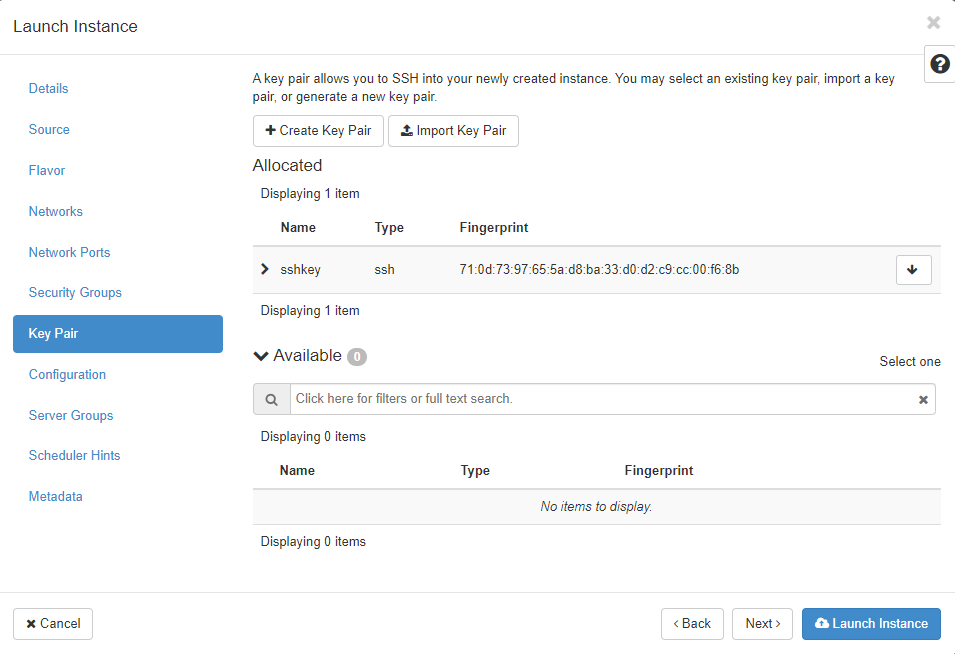 Launch Instance
Details
Source
Flavor
Networks
Network Ports
Security Groups
Key Pair
Configuration
Server Groups
Scheduler Hints
Metadata
A key pair allows you to SSH into your newly created instance. You may select an existing key pair, import a key
pair, or generate a new key pair.
Create Key Pair Import Key Pair
Allocated
Displaying 1 item
Name Type Fingerprint
sshkey ssh 71:0d:73:97:65:5a:d8:ba:33:d0:d2:c9:cc:00:f6:8b
Displaying 1 item
Available 0
Select one
Click here for filters or full text search.
Displaying 0 items
Name Type Fingerprint
No items to display.
Displaying 0 items
Cancel < Back Next > Launch Instance